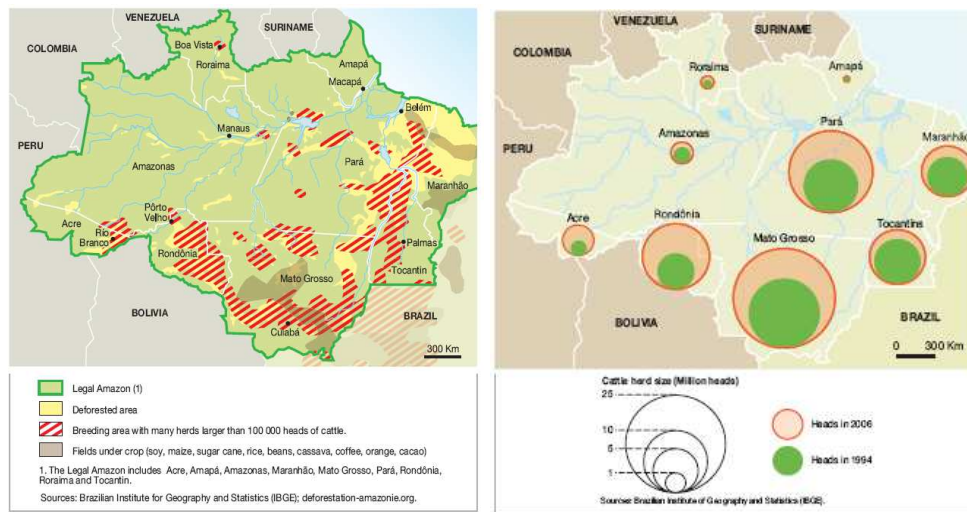 VENEZUELA
SURINAME
COLOMBIA
Boa Vista
Roraima
Amapá
Macapá
Belém
Manaus
PERU
Pará
Amazonas
Maranhão
Pôrto
Velho
Acre
Rio
Branco
Palmas
Rondônia
Tocantin
Mato Grosso
BOLIVIA
BRAZIL
Cuiabá
300 Km
Legal Amazon (1)
Deforested area
Breeding area with many herds larger than 100 000 heads of cattle.
Fields under crop (soy, maize, sugar cane, rice, beans, cassava, coffee, orange, cacao)
1. The Legal Amazon includes Acre, Amapá, Amazonas, Maranhão, Mato Grosso, Pará, Rondônia,
Roraima and Tocantin.
Sources: Brazilian Institute for Geography and Statistics (IBGE); deforestation-amazonie.org.
VENEZUELA
SURINAME
COLOMBIA
Roraima
Amapá
Pará
Amazonas
Maranhão
PERU
Acre
Rondônia
Tocantins
Mato Grosso
BOLIVIA
BRAZIL
0 300 Km
Cattle herd size (Million heads)
25
10
5
1
Heads in 2006
Heads in 1994
Sources: Brazilian Institute of Geography and Statistics (IBGE).